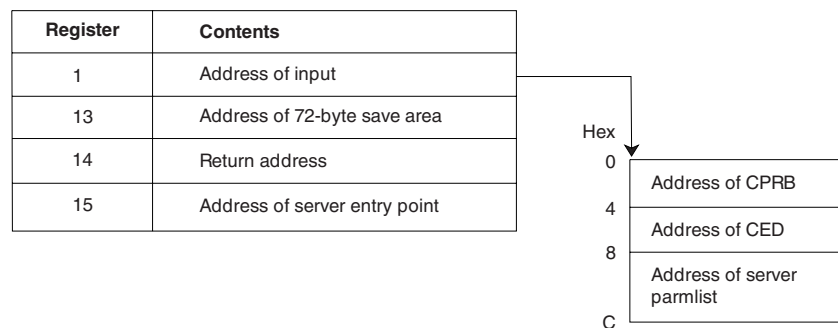 Register Contents
1 Address of input
13 Address of 72-byte save area
14 Return address
15 Address of server entry point
Hex
0
Address of CPRB
4
Address of CED
8
Address of server
parmlist
C